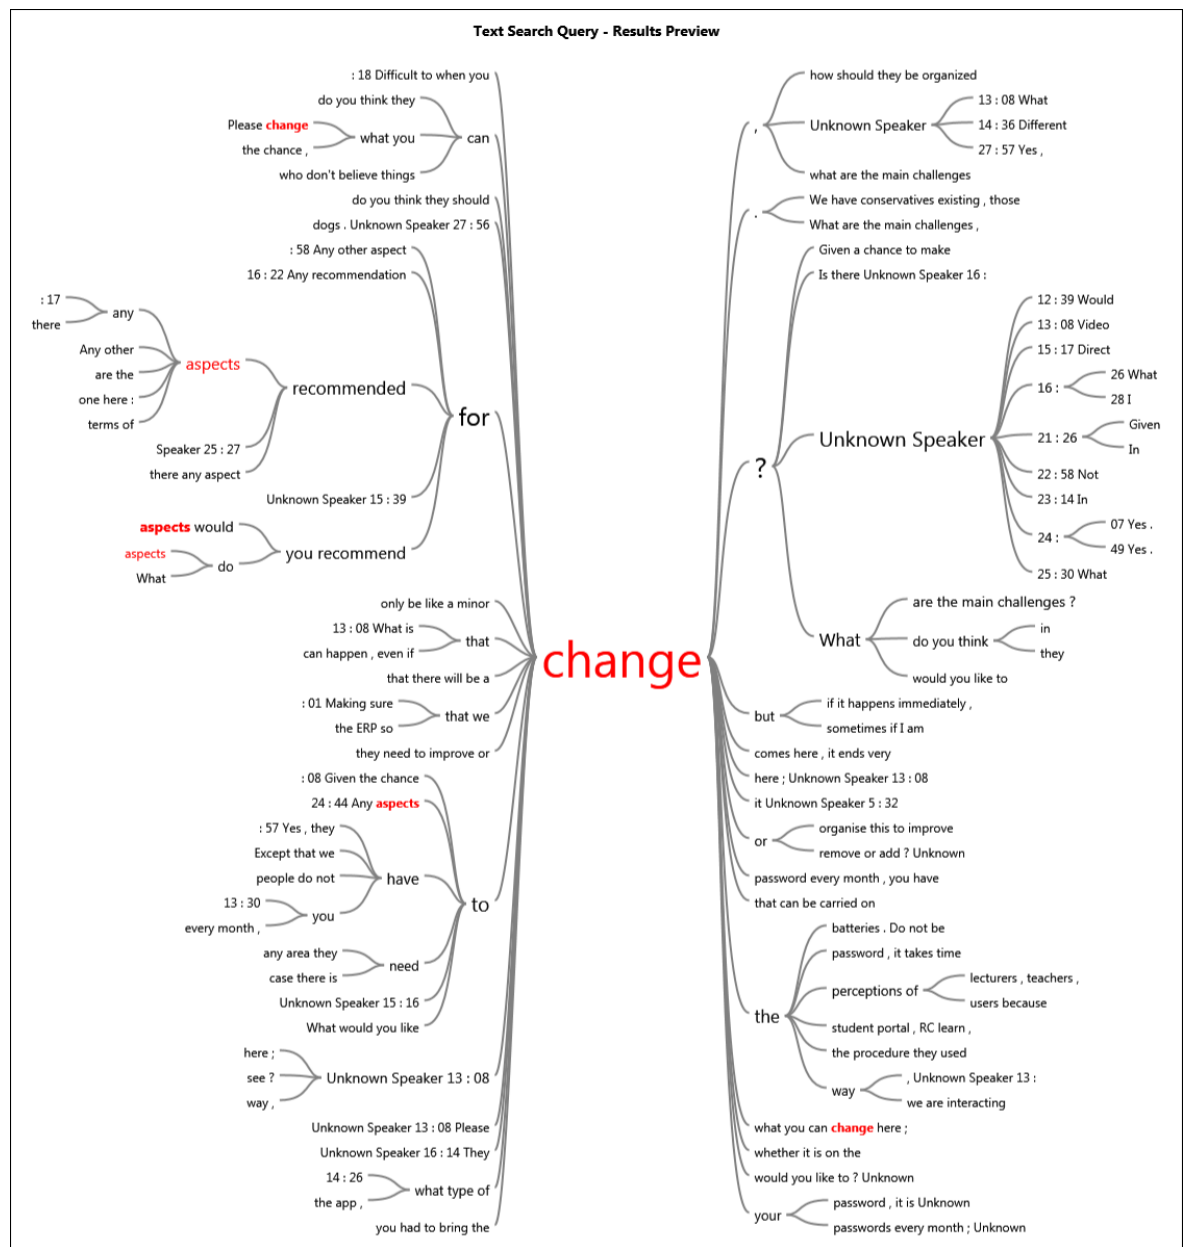 Text Search Query - Results Preview
: 18 Difficult to when you
do you think they
Please change
the chance ,
what you
who don't believe things
can
do you think they should
dogs . Unknown Speaker 27 : 56
: 58 Any other aspect
16 : 22 Any recommendation
: 17
there
any
Any other
are the
one here :
terms of
aspects
Speaker 25 : 27
there any aspect
recommended
Unknown Speaker 15 : 39
aspects would
aspects
What
do
you recommend
for
only be like a minor
13 : 08 What is
can happen , even if
that
that there will be a
: 01 Making sure
the ERP so
that we
they need to improve or
: 08 Given the chance
24 : 44 Any aspects
: 57 Yes , they
Except that we
people do not
13 : 30
every month ,
you
have
any area they
case there is
need
Unknown Speaker 15 : 16
What would you like
to
here ;
see ?
way ,
Unknown Speaker 13 : 08
Unknown Speaker 13 : 08 Please
Unknown Speaker 16 : 14 They
14 : 26
the app ,
what type of
you had to bring the
change
,
how should they be organized
Unknown Speaker
13 : 08 What
14 : 36 Different
27 : 57 Yes ,
what are the main challenges
.
We have conservatives existing , those
What are the main challenges ,
?
Given a chance to make
Is there Unknown Speaker 16 :
Unknown Speaker
12 : 39 Would
13 : 08 Video
15 : 17 Direct
16 :
26 What
28 I
21 : 26
Given
In
22 : 58 Not
23 : 14 In
24 :
07 Yes .
49 Yes .
25 : 30 What
What
are the main challenges ?
do you think
in
they
would you like to
but
if it happens immediately ,
sometimes if I am
comes here , it ends very
here ; Unknown Speaker 13 : 08
it Unknown Speaker 5 : 32
or
organise this to improve
remove or add ? Unknown
password every month , you have
that can be carried on
the
batteries . Do not be
password , it takes time
perceptions of
lecturers , teachers ,
users because
student portal , RC learn ,
the procedure they used
way
, Unknown Speaker 13 :
we are interacting
what you can change here ;
whether it is on the
would you like to ? Unknown
your
password , it is Unknown
passwords every month ; Unknown